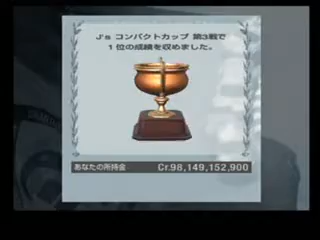 J's コンパクトカップ 第3戦で
1位の成績を収めました。
あなたの所持金 Cr.98,149,152,900